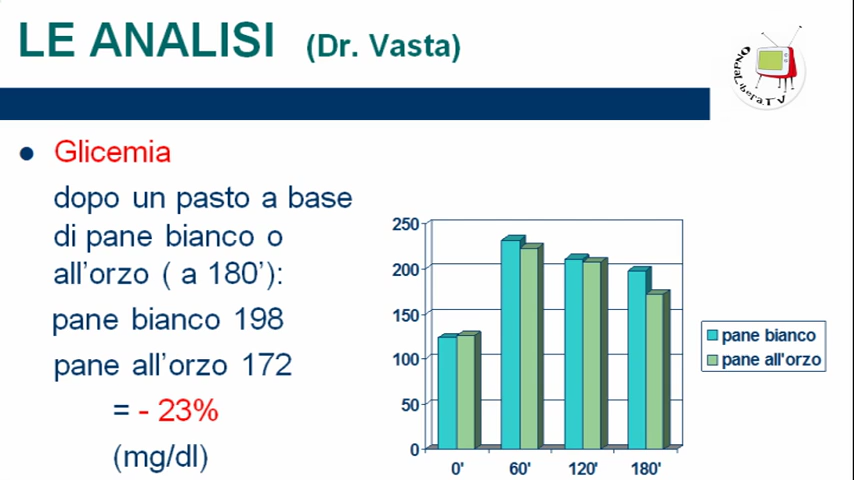 LE ANALISI (Dr. Vasta)
OndaLibera.TV
Glicemia
dopo un pasto a base
di pane bianco o
all'orzo ( a 180'):
pane bianco 198
pane all'orzo 172
= - 23%
(mg/dl)
250
200
150
100
50
0
0' 60' 120' 180'
pane bianco
pane all'orzo